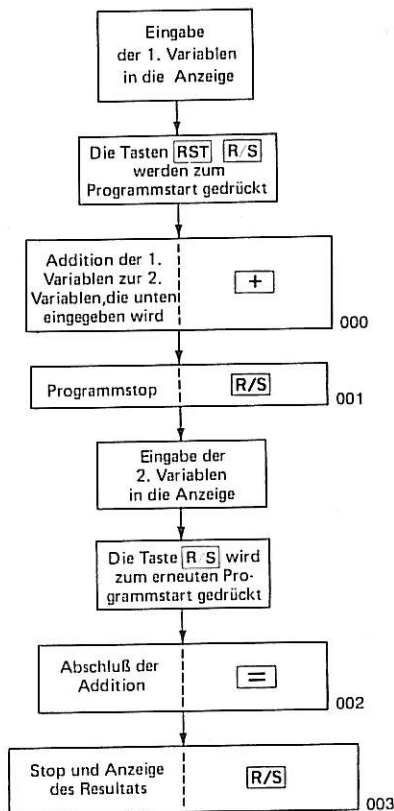 Eingabe
der 1. Variablen
in die Anzeige
Die Tasten RST R/S
werden zum
Programmstart gedrückt
Addition der 1.
Variablen zur 2.
Variablen,die unten
eingegeben wird
+
000
Programmstop
R/S
001
Eingabe der
2. Variablen
in die Anzeige
Die Taste R/S wird
zum erneuten Pro-
grammstart gedrückt
Abschluß der
Addition
=
002
Stop und Anzeige
des Resultats
R/S
003